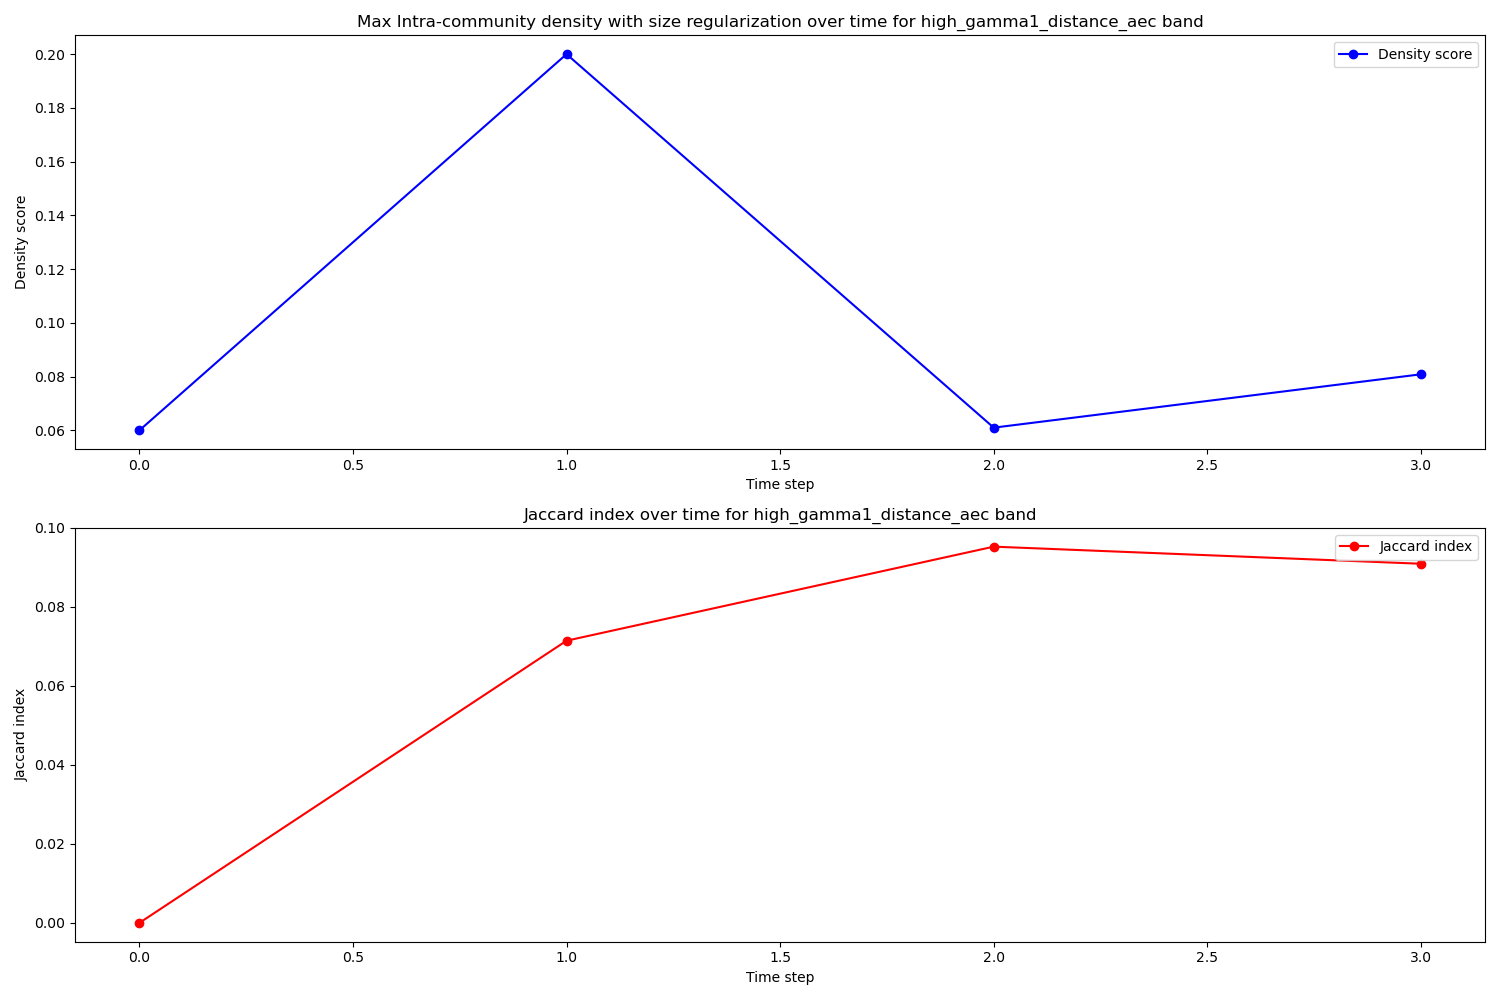 Max Intra-community density with size regularization over time for high_gamma1_distance_aec band
Density score
0.20
0.18
0.16
0.14
0.12
0.10
0.08
0.06
Density score
0.0 0.5 1.0 1.5 2.0 2.5 3.0
Time step
Jaccard index over time for high_gamma1_distance_aec band
Jaccard index
0.10
0.08
0.06
0.04
0.02
0.00
Jaccard index
0.0 0.5 1.0 1.5 2.0 2.5 3.0
Time step